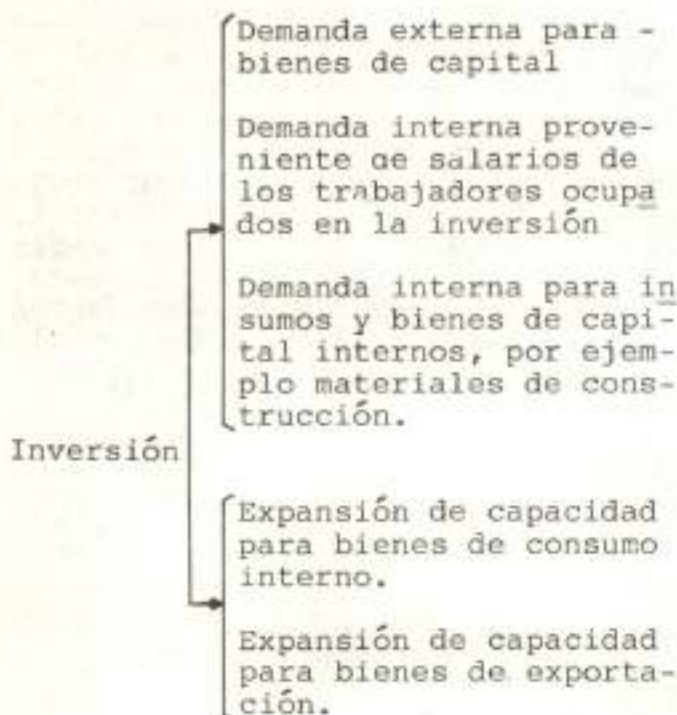 Demanda externa para -
bienes de capital
Demanda interna prove-
niente de salarios de
los trabajadores ocupa
dos en la inversión
Demanda interna para in
sumos y bienes de capi-
tal internos, por ejem-
plo materiales de cons-
trucción.
Inversión
Expansión de capacidad
para bienes de consumo
interno.
Expansión de capacidad
para bienes de exporta-
ción.